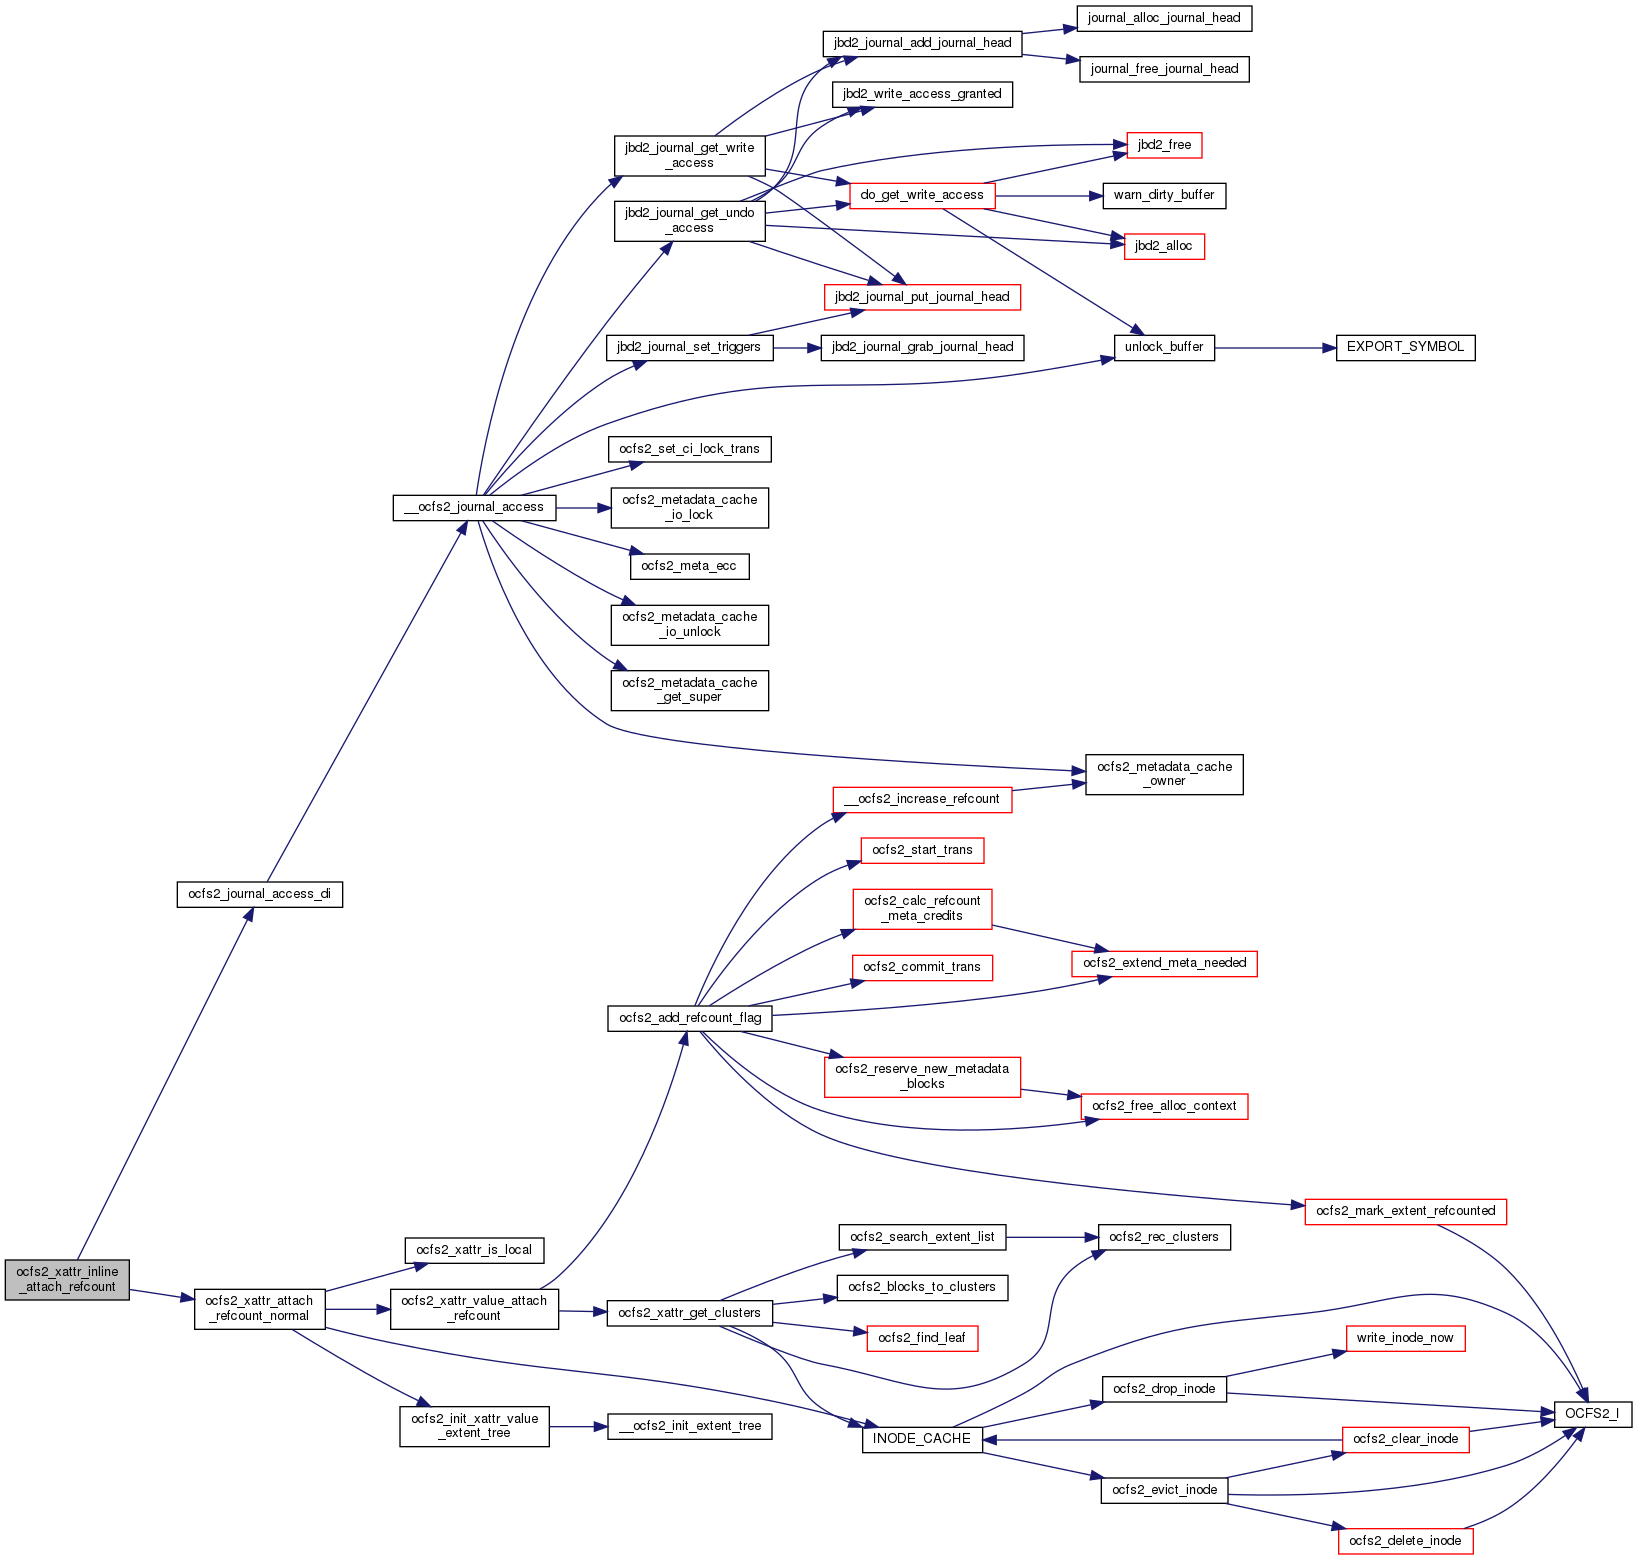 journal_alloc_journal_head
jbd2_journal_add_journal_head
journal_free_journal_head
jbd2_write_access_granted
jbd2_journal_get_write
_access
jbd2_free
do_get_write_access
warn_dirty_buffer
jbd2_journal_get_undo
_access
jbd2_alloc
jbd2_journal_put_journal_head
jbd2_journal_set_triggers
jbd2_journal_grab_journal_head
unlock_buffer
EXPORT_SYMBOL
ocfs2_set_ci_lock_trans
__ocfs2_journal_access
ocfs2_metadata_cache
_io_lock
ocfs2_meta_ecc
ocfs2_metadata_cache
_io_unlock
ocfs2_metadata_cache
_get_super
ocfs2_metadata_cache
_owner
__ocfs2_increase_refcount
ocfs2_start_trans
ocfs2_journal_access_di
ocfs2_calc_refcount
_meta_credits
ocfs2_commit_trans
ocfs2_extend_meta_needed
ocfs2_add_refcount_flag
ocfs2_reserve_new_metadata
_blocks
ocfs2_free_alloc_context
ocfs2_mark_extent_refcounted
ocfs2_xattr_is_local
ocfs2_search_extent_list
ocfs2_rec_clusters
ocfs2_xattr_inline
_attach_refcount
ocfs2_xattr_attach
_refcount_normal
ocfs2_xattr_value_attach
_refcount
ocfs2_xattr_get_clusters
ocfs2_blocks_to_clusters
ocfs2_find_leaf
write_inode_now
ocfs2_drop_inode
OCFS2_I
ocfs2_init_xattr_value
_extent_tree
__ocfs2_init_extent_tree
INODE_CACHE
ocfs2_clear_inode
ocfs2_evict_inode
ocfs2_delete_inode